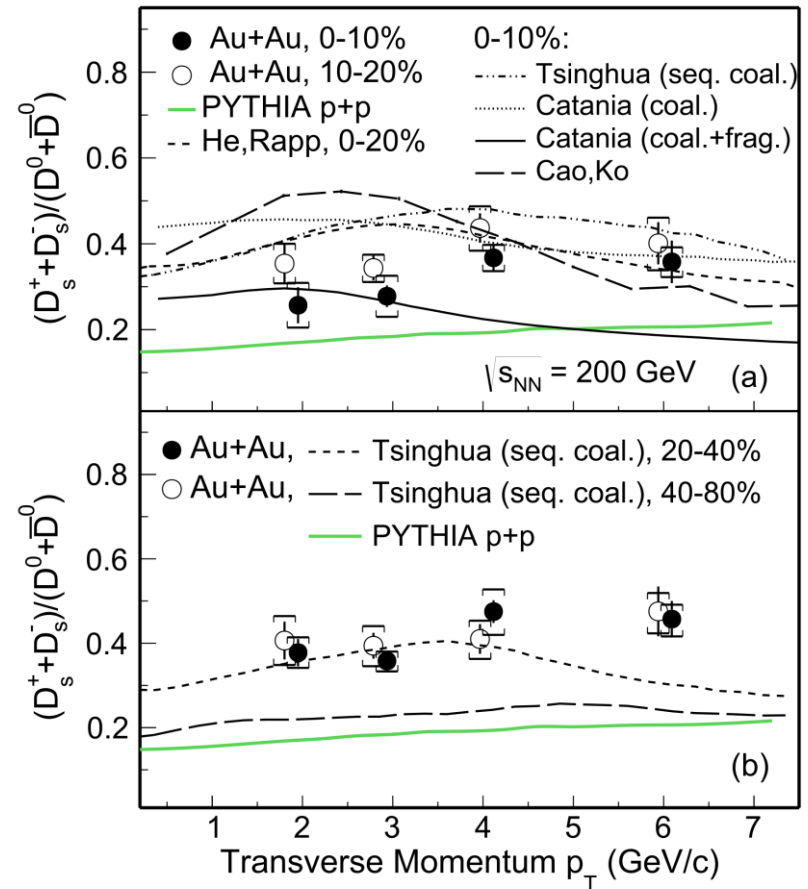 Au+Au, 0-10%
Au+Au, 10-20%
PYTHIA p+p
He,Rapp, 0-20%
0-10%:
Tsinghua (seq. coal.)
Catania (coal.)
Catania (coal.+frag.)
Cao,Ko
0.8
0.6
0.4
0.2
(D_s^+ + D_s^-)/(D^0 + D̅^0)
√s_NN = 200 GeV
(a)
Au+Au, Tsinghua (seq. coal.), 20-40%
Au+Au, Tsinghua (seq. coal.), 40-80%
PYTHIA p+p
0.8
0.6
0.4
0.2
(D_s^+ + D_s^-)/(D^0 + D̅^0)
(b)
1 2 3 4 5 6 7
Transverse Momentum p_T (GeV/c)